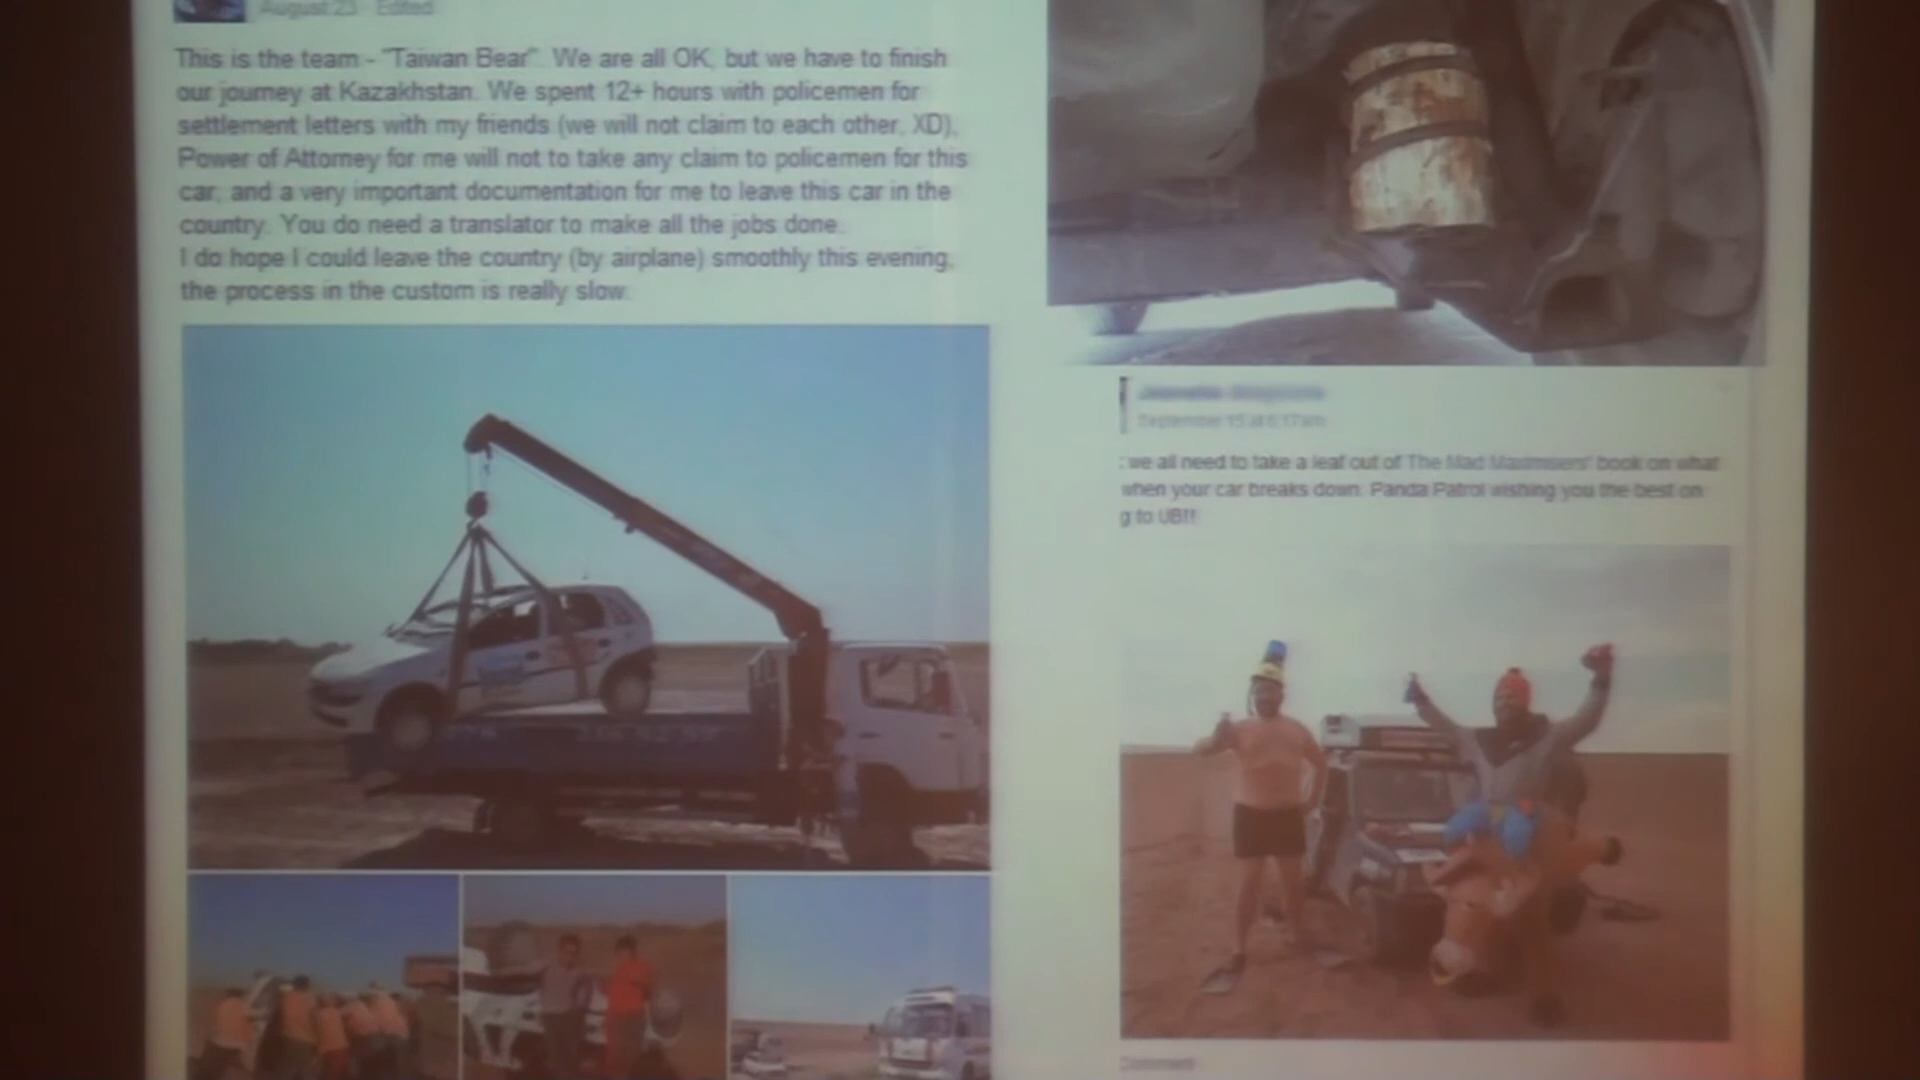 August 23 Edited
This is the team - "Taiwan Bear". We are all OK, but we have to finish
our journey at Kazakhstan. We spent 12+ hours with policemen for
settlement letters with my friends (we will not claim to each other, XD),
Power of Attorney for me will not to take any claim to policemen for this
car, and a very important documentation for me to leave this car in the
country. You do need a translator to make all the jobs done.
I do hope I could leave the country (by airplane) smoothly this evening,
the process in the custom is really slow.
September 15 at 6:17am
we all need to take a leaf out of The Mad Maximisers' book on what
when your car breaks down. Panda Patrol wishing you the best on
g to UB!!
Comment